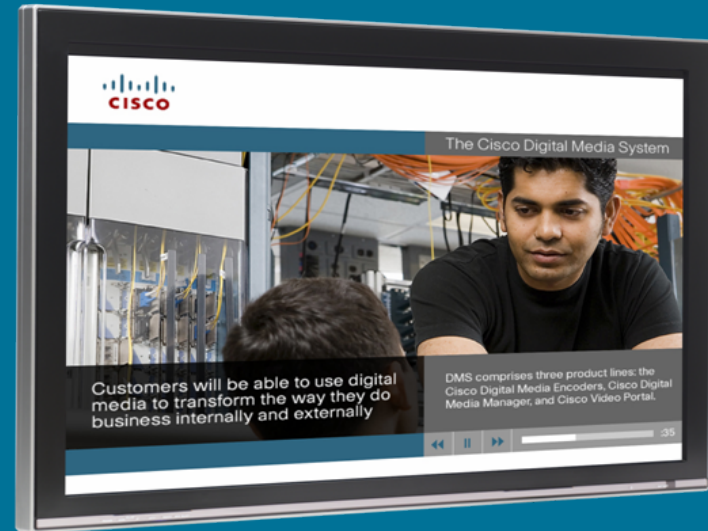 CISCO
The Cisco Digital Media System
Customers will be able to use digital
media to transform the way they do
business internally and externally
DMS comprises three product lines: the
Cisco Digital Media Encoders, Cisco Digital
Media Manager, and Cisco Video Portal.
:35